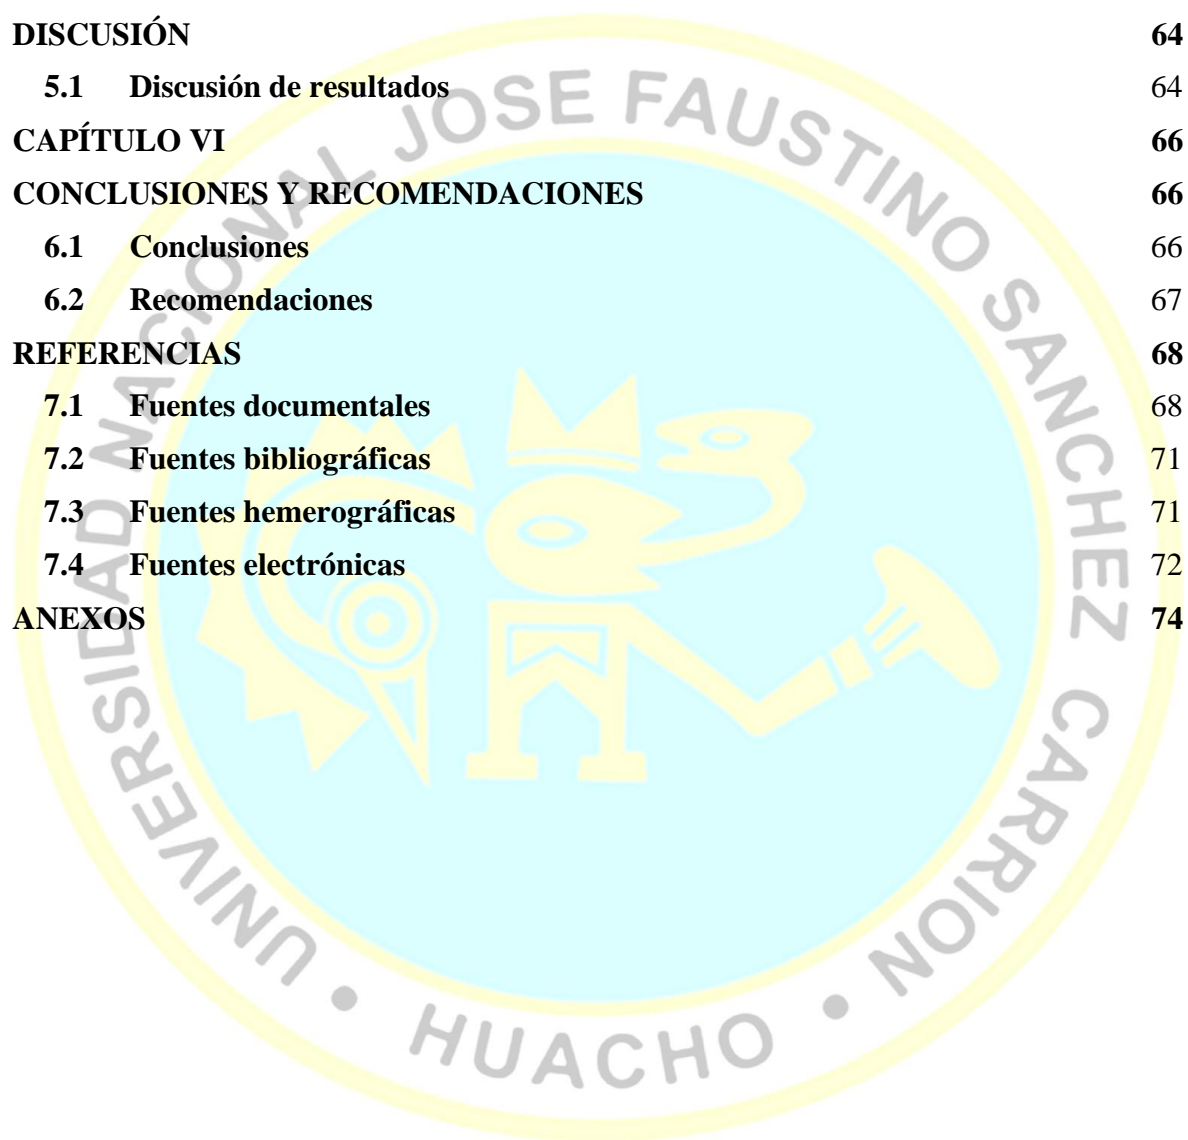 DISCUSIÓN 64
5.1 Discusión de resultados 64
CAPÍTULO VI 66
CONCLUSIONES Y RECOMENDACIONES 66
6.1 Conclusiones 66
6.2 Recomendaciones 67
REFERENCIAS 68
7.1 Fuentes documentales 68
7.2 Fuentes bibliográficas 71
7.3 Fuentes hemerográficas 71
7.4 Fuentes electrónicas 72
ANEXOS 74
UNIVERSIDAD NACIONAL JOSE FAUSTINO SANCHEZ CARRION • HUACHO •